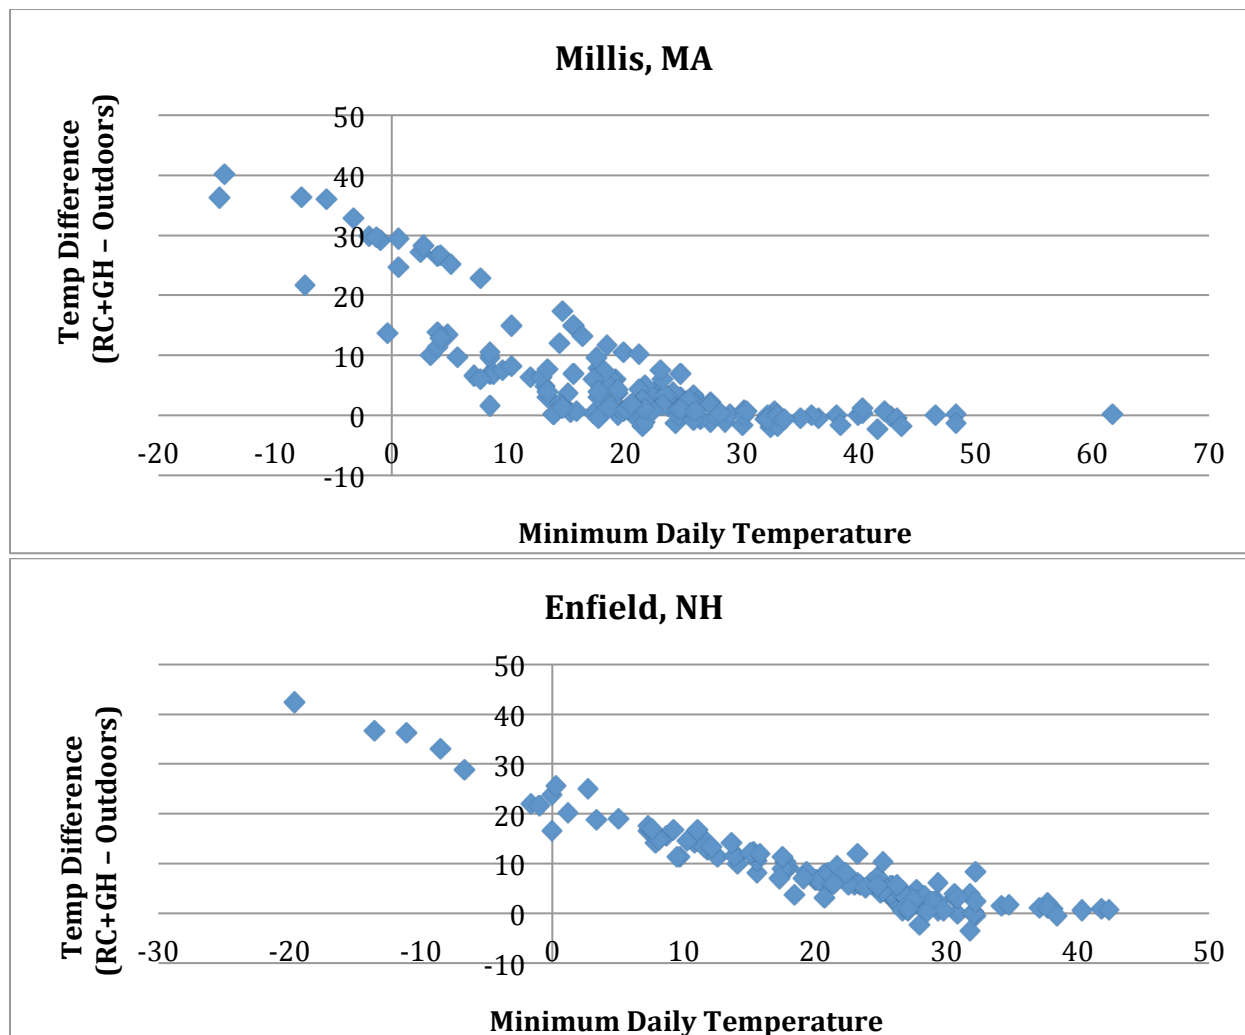 Millis, MA
Temp Difference
(RC+GH – Outdoors)
50
40
30
20
10
0
-10
-20 -10 0 10 20 30 40 50 60 70
Minimum Daily Temperature
Enfield, NH
Temp Difference
(RC+GH – Outdoors)
50
40
30
20
10
0
-10
-30 -20 -10 0 10 20 30 40 50
Minimum Daily Temperature